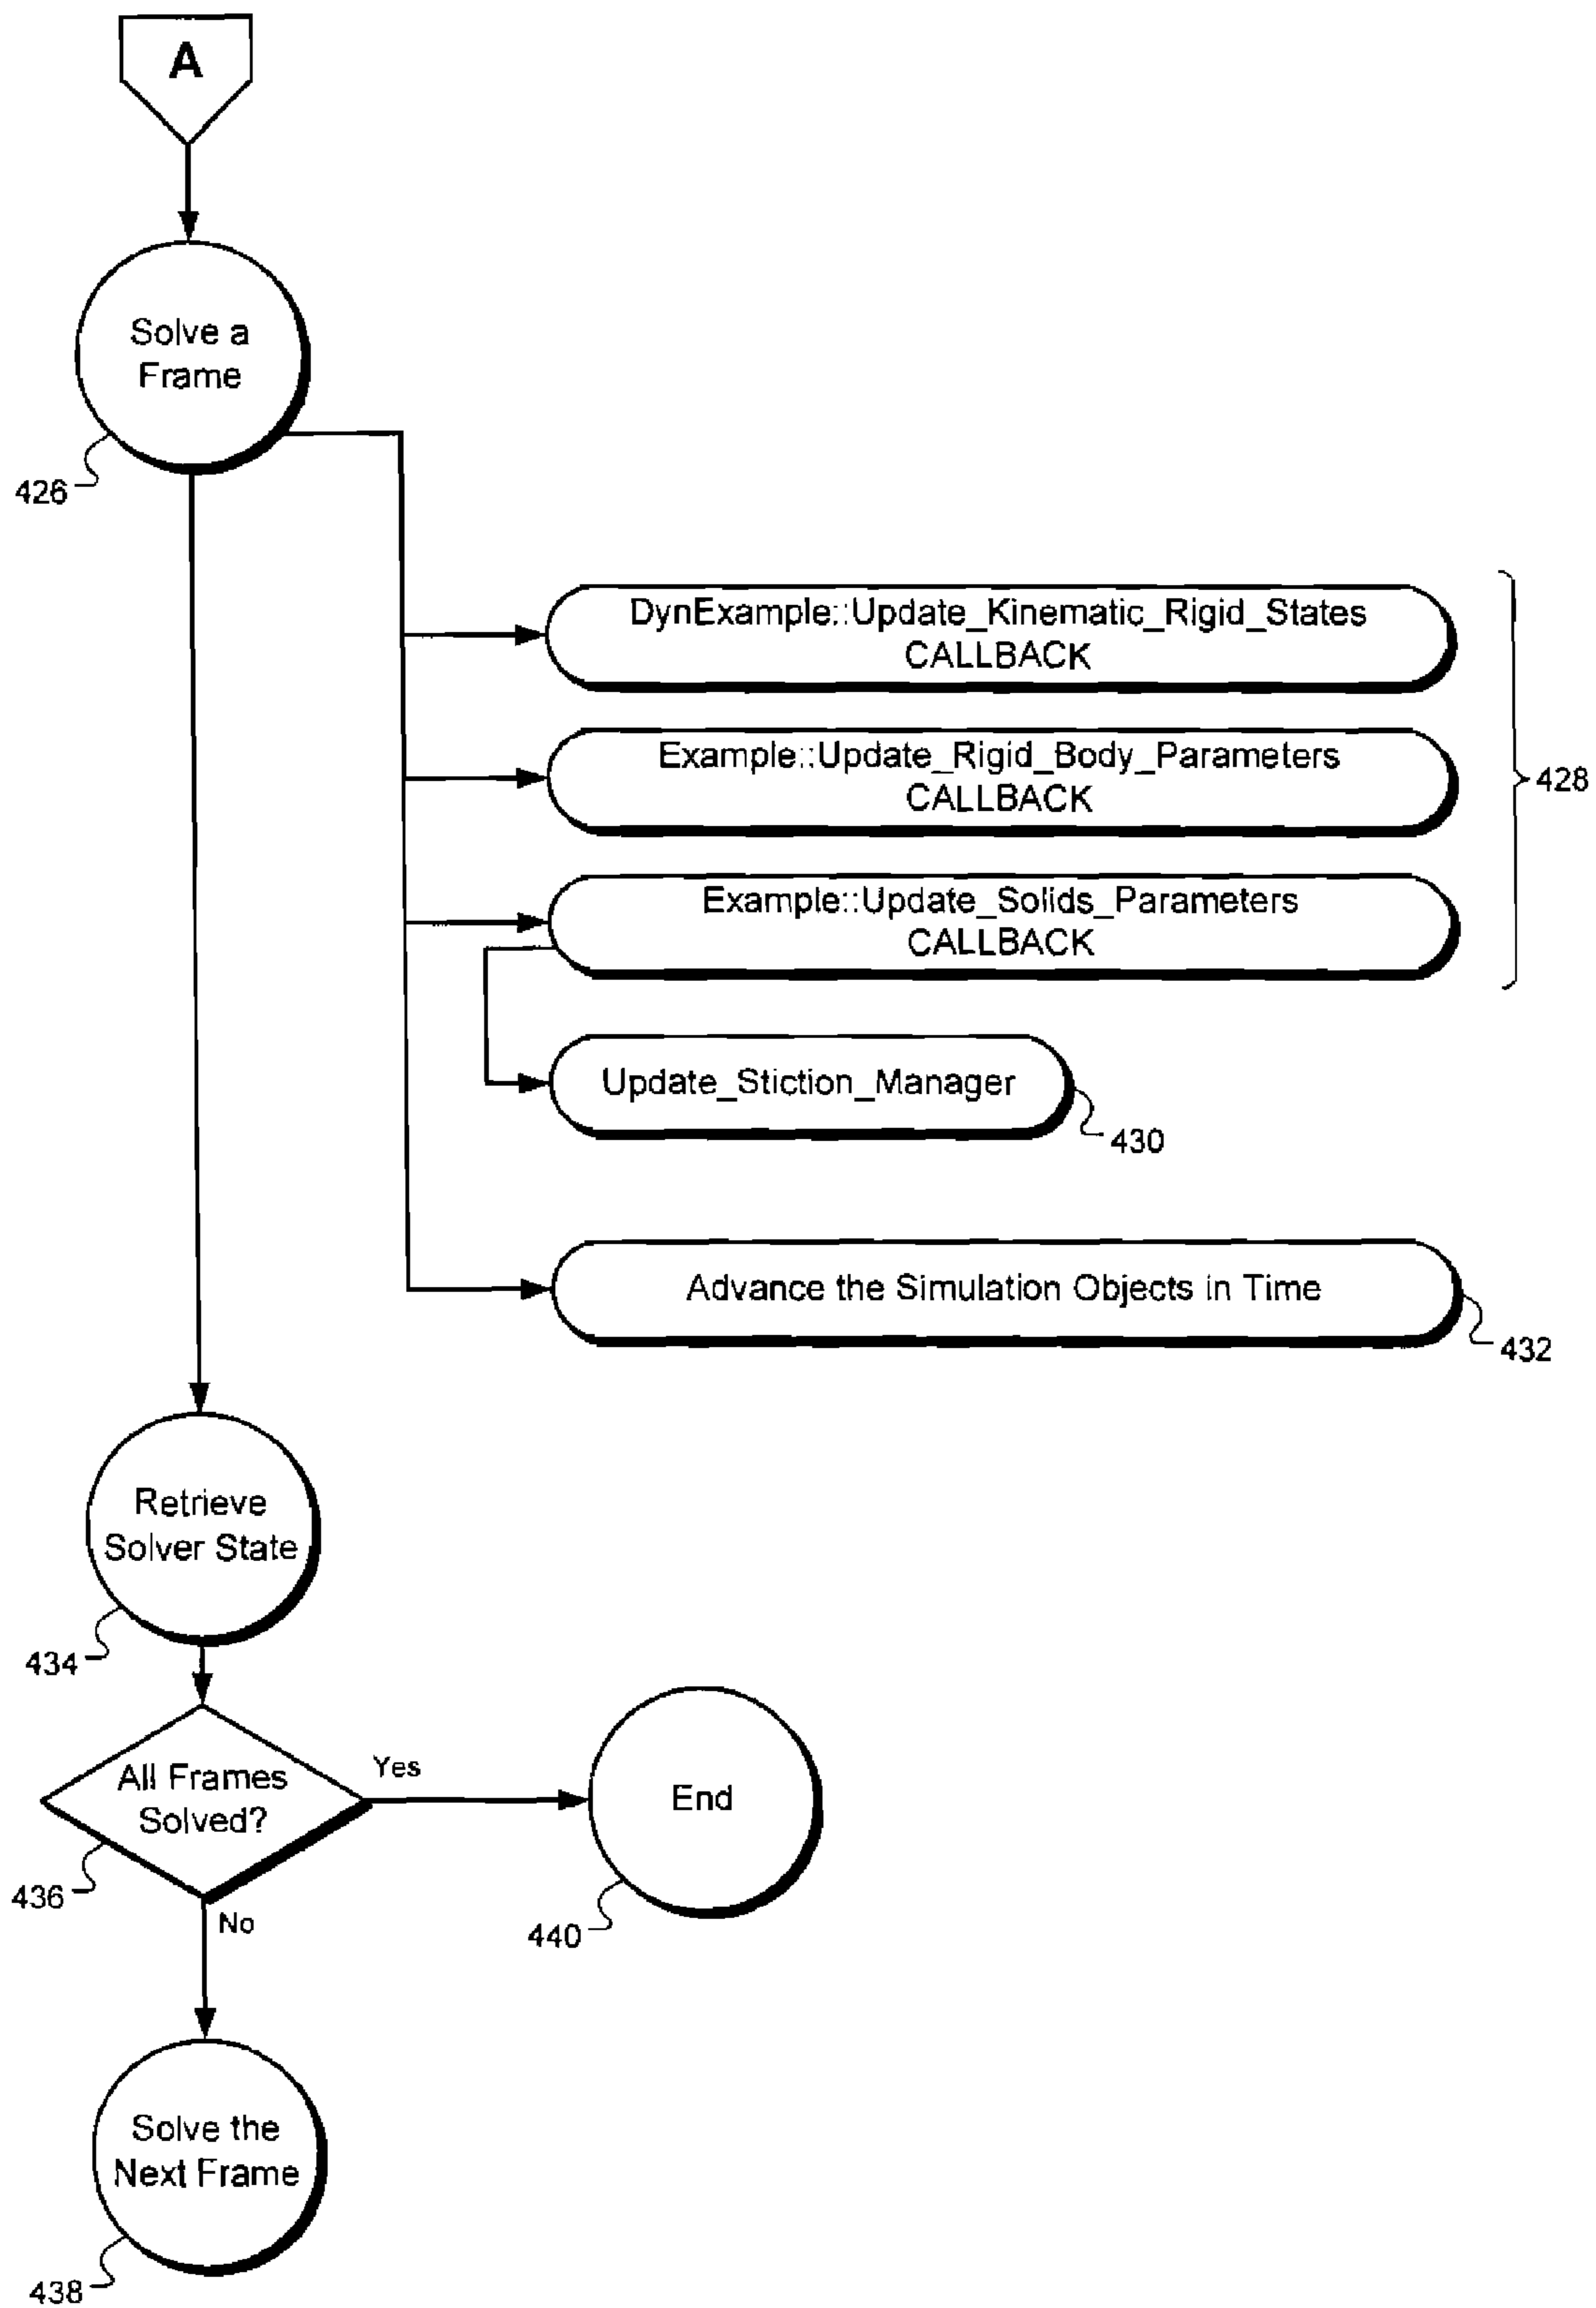 A
Solve a
Frame
426
DynExample::Update_Kinematic_Rigid_States
CALLBACK
Example::Update_Rigid_Body_Parameters
CALLBACK
428
Example::Update_Solids_Parameters
CALLBACK
Update_Stiction_Manager
430
Advance the Simulation Objects in Time
432
Retrieve
Solver State
434
All Frames
Solved?
Yes
End
436
No
440
Solve the
Next Frame
438